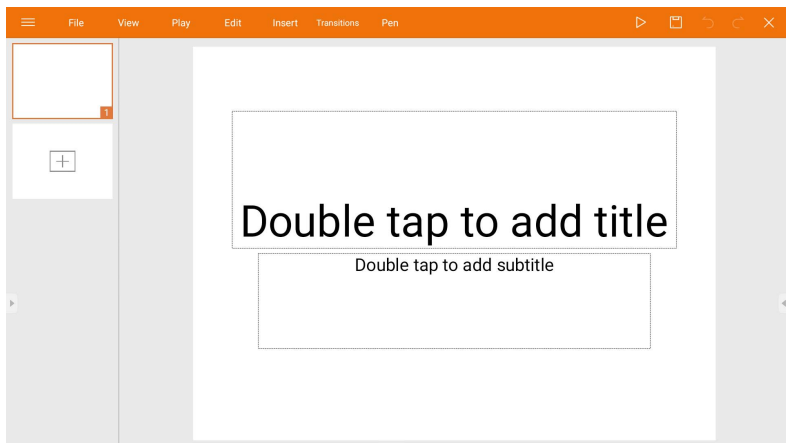 File View Play Edit Insert Transitions Pen
1
Double tap to add title
Double tap to add subtitle